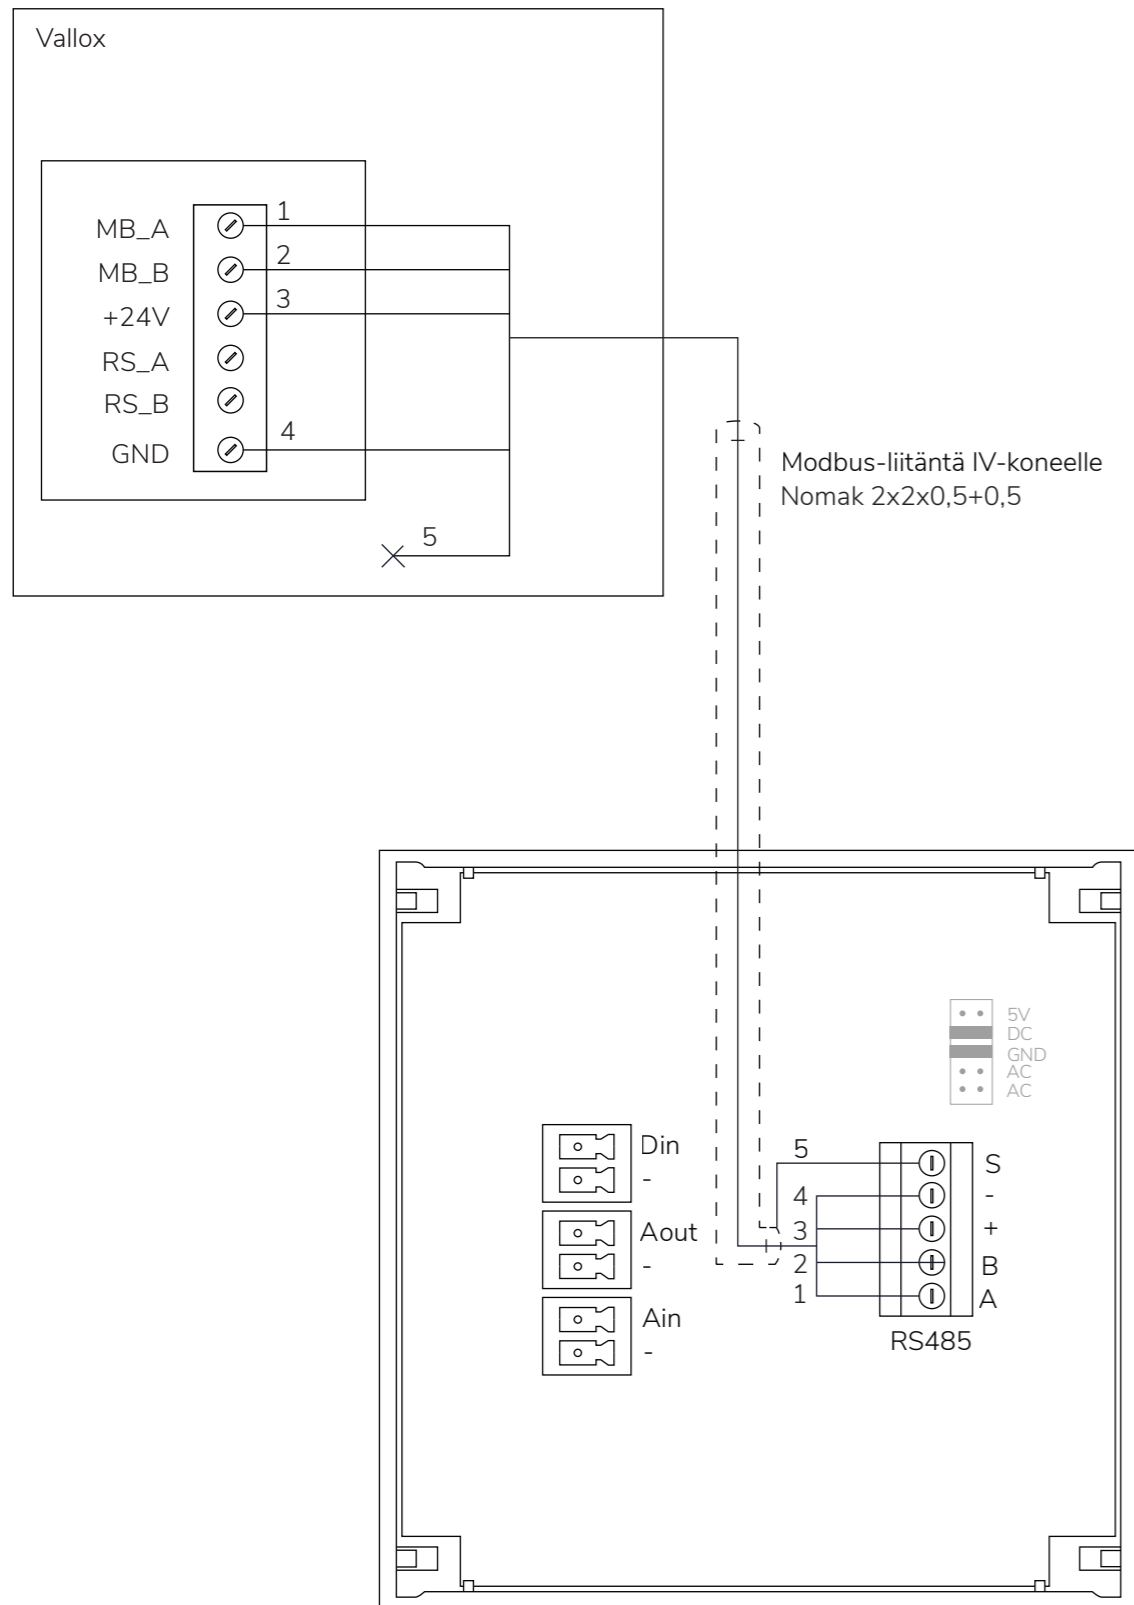 Vallox
MB_A
1
MB_B
2
+24V
3
RS_A
RS_B
GND
4
5
Modbus-liitäntä IV-koneelle
Nomak 2x2x0,5+0,5
5V
DC
GND
AC
AC
Din
-
Aout
-
Ain
-
5
S
4
-
3
+
2
B
1
A
RS485